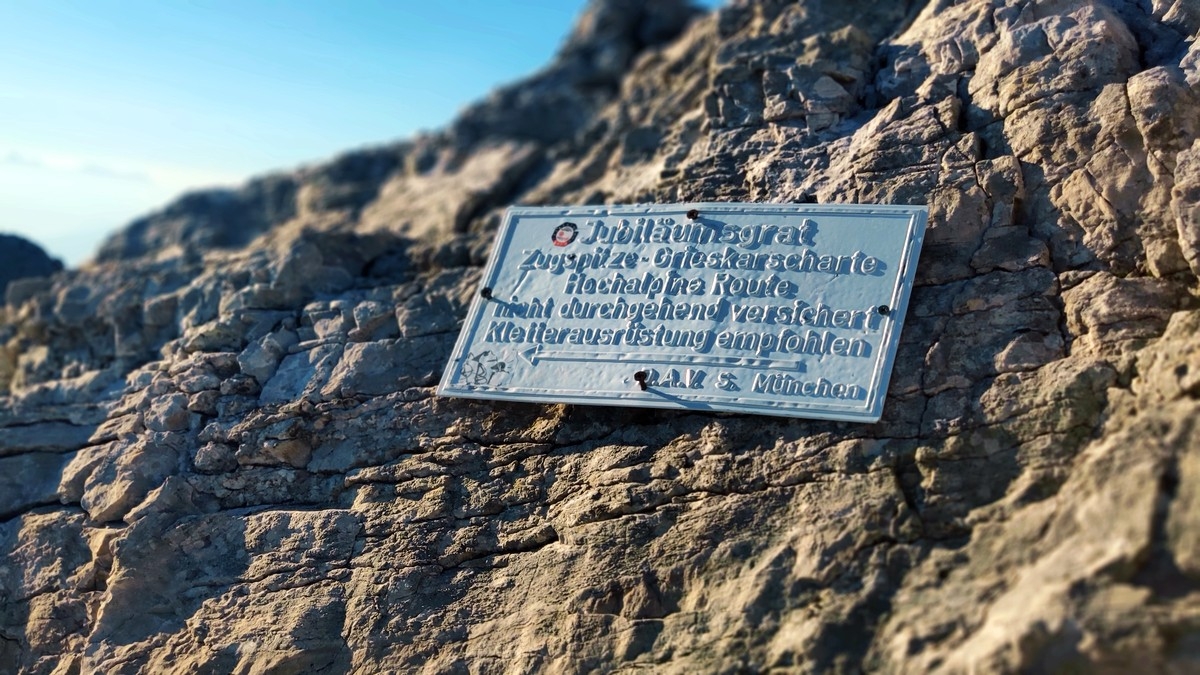 Jubiläumsgrat
Zugspitze - Grieskarscharte
Hochalpine Route
nicht durchgehend versichert
Kletterausrüstung empfohlen
D.A.V. S. München